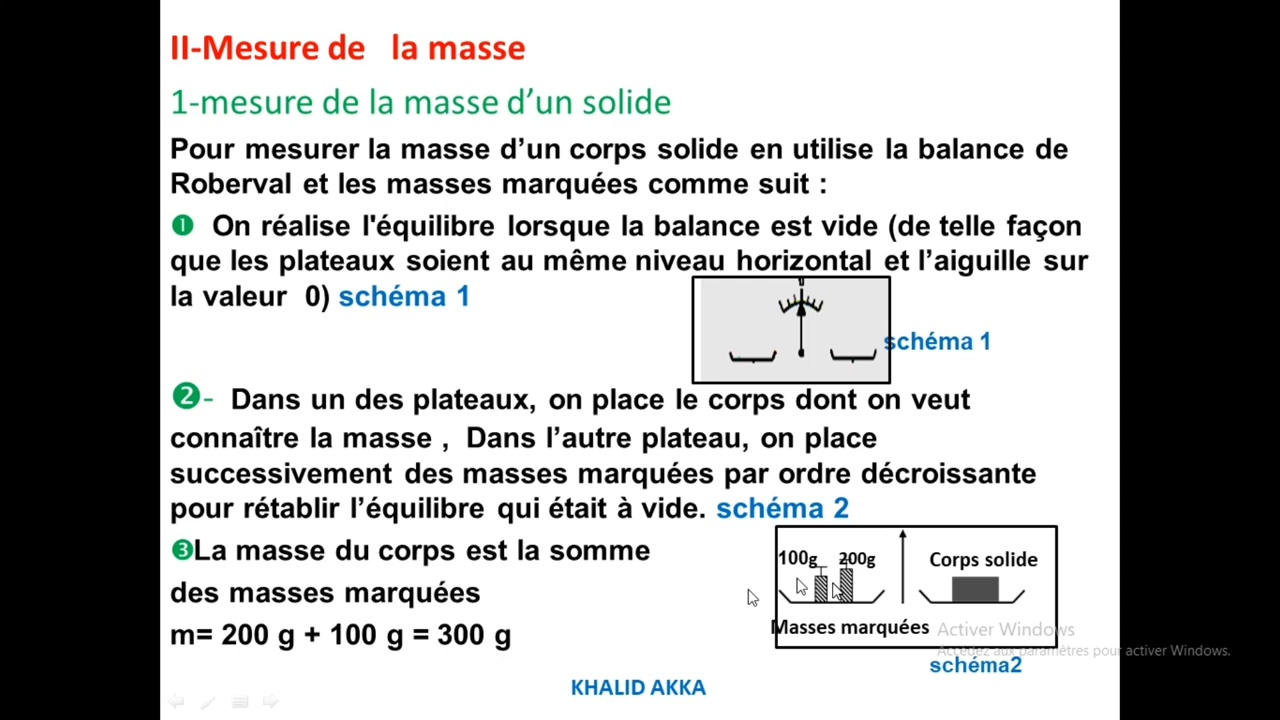 II-Mesure de la masse
1-mesure de la masse d’un solide
Pour mesurer la masse d’un corps solide en utilise la balance de
Roberval et les masses marquées comme suit :
❶ On réalise l'équilibre lorsque la balance est vide (de telle façon
que les plateaux soient au même niveau horizontal et l’aiguille sur
la valeur 0) schéma 1
schéma 1
❷- Dans un des plateaux, on place le corps dont on veut
connaître la masse , Dans l’autre plateau, on place
successivement des masses marquées par ordre décroissante
pour rétablir l’équilibre qui était à vide. schéma 2
❸La masse du corps est la somme
des masses marquées
m= 200 g + 100 g = 300 g
100g 200g Corps solide
Masses marquées
schéma2
Activer Windows
Accédez aux paramètres pour activer Windows.
KHALID AKKA